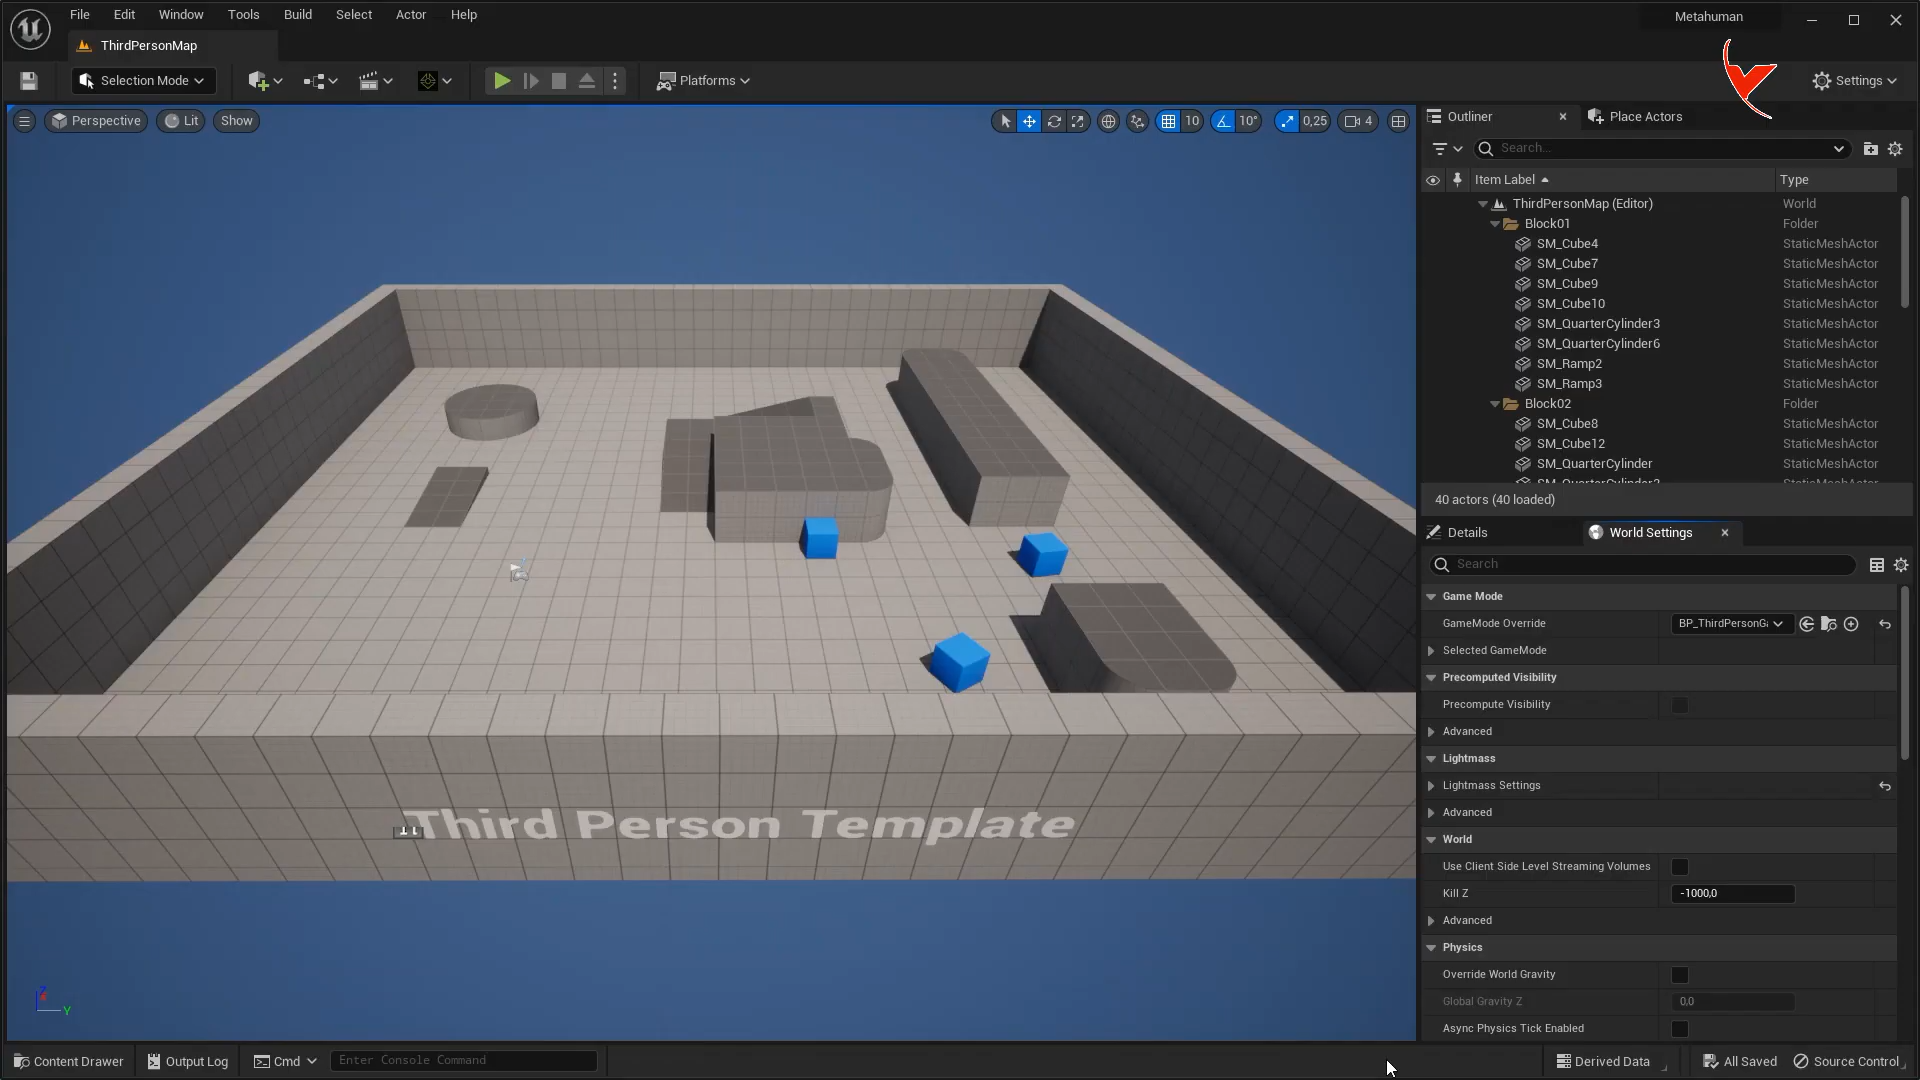 File Edit Window Tools Build Select Actor Help
Metahuman
ThirdPersonMap
Selection Mode
Platforms
Settings
Perspective
Lit
Show
10
10°
0,25
4
Third Person Template
Z
Y
Outliner
Place Actors
Search...
Item Label Type
ThirdPersonMap (Editor) World
Block01 Folder
SM_Cube4 StaticMeshActor
SM_Cube7 StaticMeshActor
SM_Cube9 StaticMeshActor
SM_Cube10 StaticMeshActor
SM_QuarterCylinder3 StaticMeshActor
SM_QuarterCylinder6 StaticMeshActor
SM_Ramp2 StaticMeshActor
SM_Ramp3 StaticMeshActor
Block02 Folder
SM_Cube8 StaticMeshActor
SM_Cube12 StaticMeshActor
SM_QuarterCylinder StaticMeshActor
40 actors (40 loaded)
Details
World Settings
Search
Game Mode
GameMode Override BP_ThirdPersonGa
Selected GameMode
Precomputed Visibility
Precompute Visibility
Advanced
Lightmass
Lightmass Settings
Advanced
World
Use Client Side Level Streaming Volumes
Kill Z -1000,0
Advanced
Physics
Override World Gravity
Global Gravity Z 0,0
Async Physics Tick Enabled
Content Drawer
Output Log
Cmd
Enter Console Command
Derived Data
All Saved
Source Control